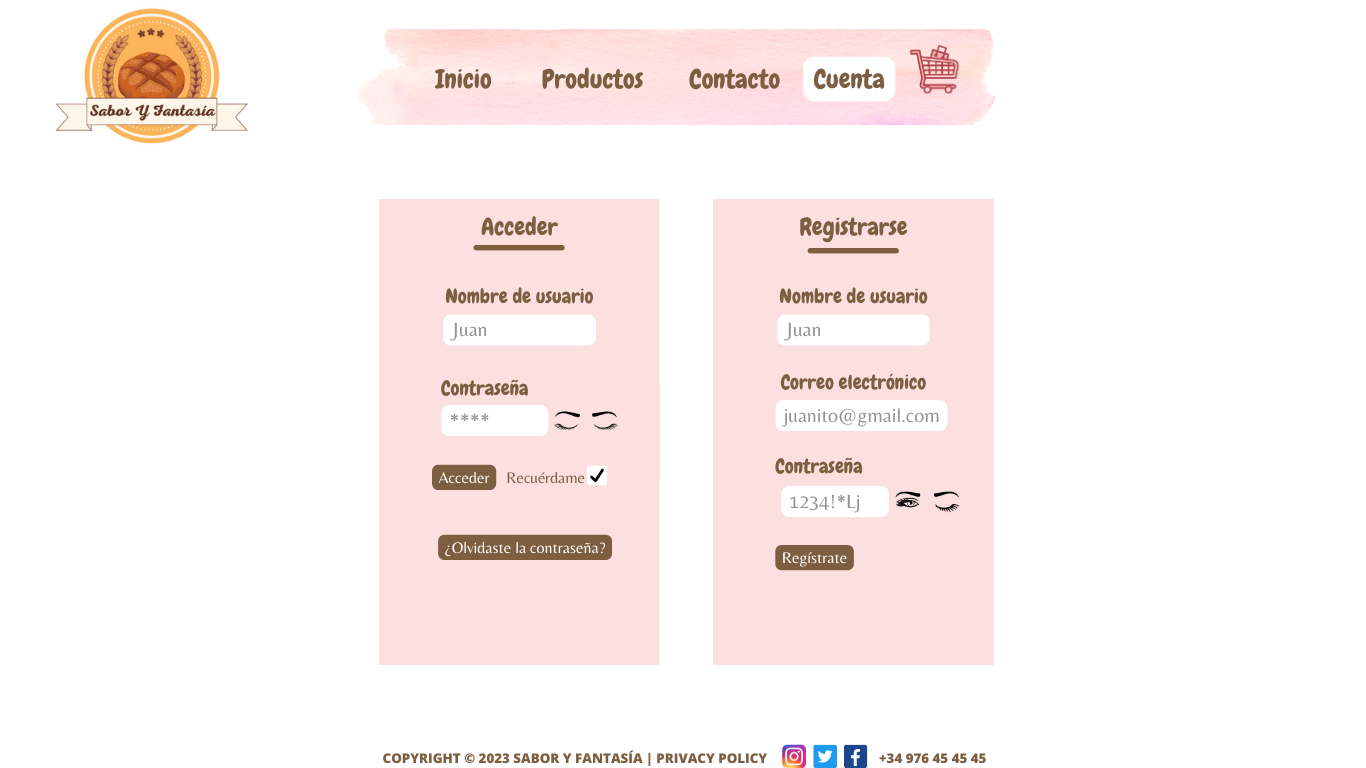 Sabor Y Fantasía
Inicio Productos Contacto Cuenta
Acceder
Nombre de usuario
Juan
Contraseña
****
Acceder Recuérdame
¿Olvidaste la contraseña?
Registrarse
Nombre de usuario
Juan
Correo electrónico
juanito@gmail.com
Contraseña
1234!*Lj
Regístrate
COPYRIGHT © 2023 SABOR Y FANTASÍA | PRIVACY POLICY +34 976 45 45 45